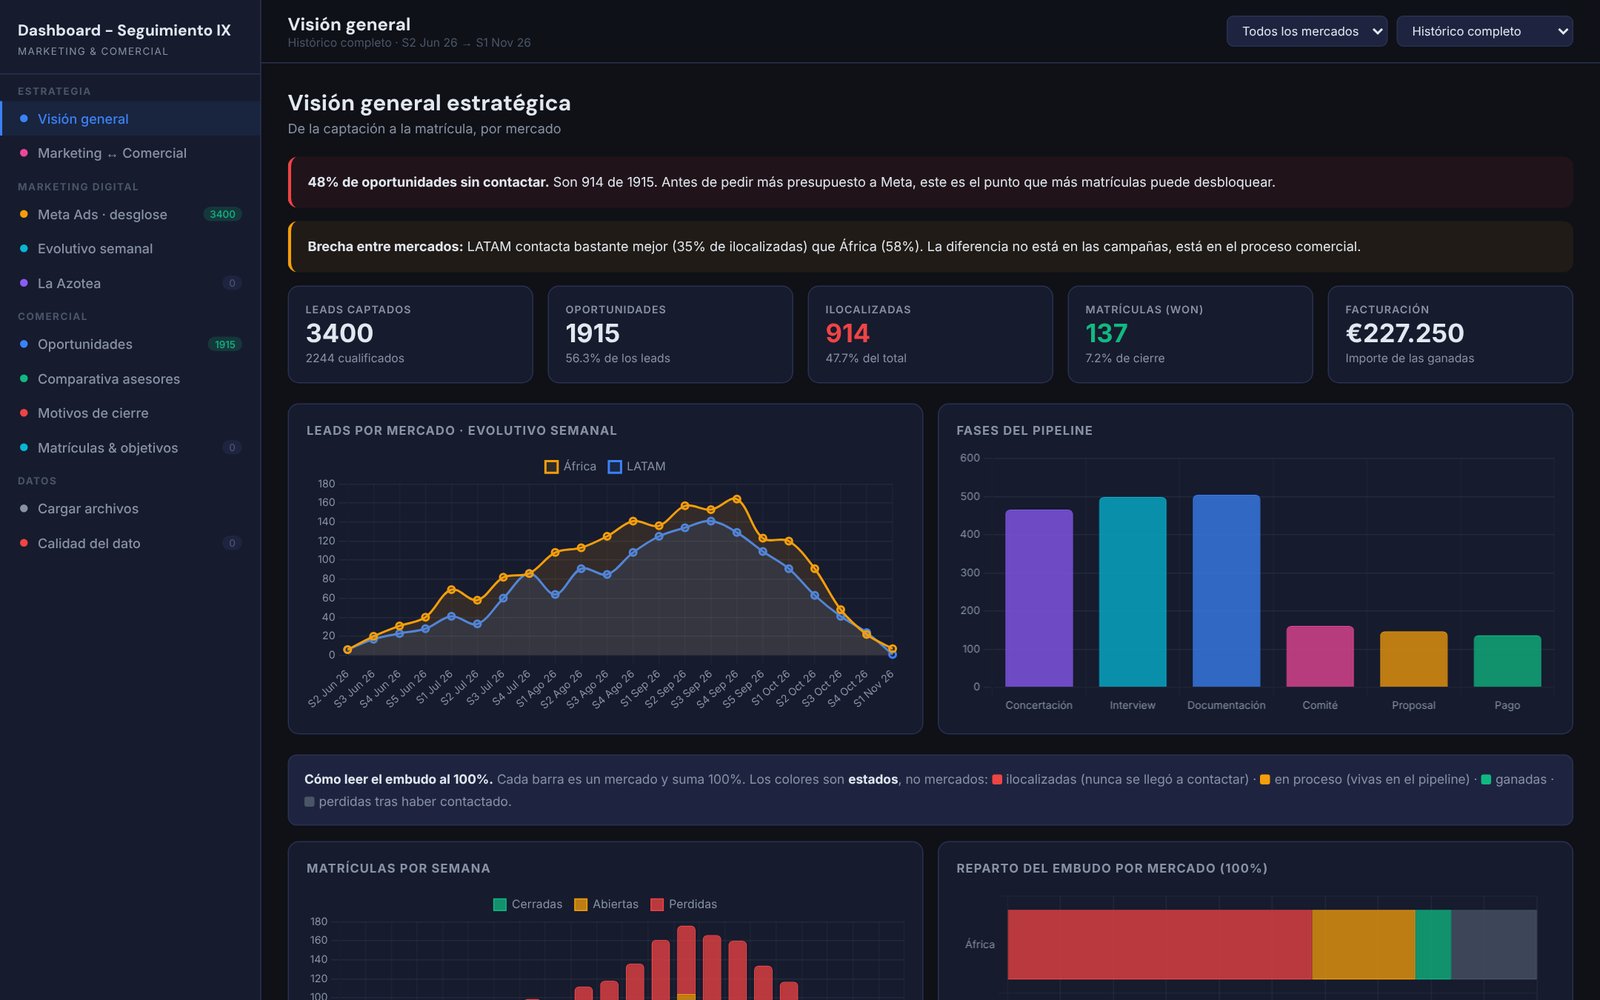 Dashboard - Seguimiento IX
MARKETING & COMERCIAL
ESTRATEGIA
Visión general
Marketing ↔ Comercial
MARKETING DIGITAL
Meta Ads · desglose 3400
Evolutivo semanal
La Azotea 0
COMERCIAL
Oportunidades 1915
Comparativa asesores
Motivos de cierre
Matrículas & objetivos 0
DATOS
Cargar archivos
Calidad del dato 0
Visión general
Histórico completo · S2 Jun 26 → S1 Nov 26
Todos los mercados
Histórico completo
Visión general estratégica
De la captación a la matrícula, por mercado
48% de oportunidades sin contactar. Son 914 de 1915. Antes de pedir más presupuesto a Meta, este es el punto que más matrículas puede desbloquear.
Brecha entre mercados: LATAM contacta bastante mejor (35% de ilocalizadas) que África (58%). La diferencia no está en las campañas, está en el proceso comercial.
LEADS CAPTADOS
3400
2244 cualificados
OPORTUNIDADES
1915
56.3% de los leads
ILOCALIZADAS
914
47.7% del total
MATRÍCULAS (WON)
137
7.2% de cierre
FACTURACIÓN
€227.250
Importe de las ganadas
LEADS POR MERCADO · EVOLUTIVO SEMANAL
África LATAM
180
160
140
120
100
80
60
40
20
0
S2 Jun 26 S3 Jun 26 S4 Jun 26 S5 Jun 26 S1 Jul 26 S2 Jul 26 S3 Jul 26 S4 Jul 26 S1 Ago 26 S2 Ago 26 S3 Ago 26 S4 Ago 26 S1 Sep 26 S2 Sep 26 S3 Sep 26 S4 Sep 26 S5 Sep 26 S1 Oct 26 S2 Oct 26 S3 Oct 26 S4 Oct 26 S1 Nov 26
FASES DEL PIPELINE
600
500
400
300
200
100
0
Concertación Interview Documentación Comité Proposal Pago
Cómo leer el embudo al 100%. Cada barra es un mercado y suma 100%. Los colores son estados, no mercados: ilocalizadas (nunca se llegó a contactar) · en proceso (vivas en el pipeline) · ganadas ·
perdidas tras haber contactado.
MATRÍCULAS POR SEMANA
Cerradas Abiertas Perdidas
180
160
140
120
100
REPARTO DEL EMBUDO POR MERCADO (100%)
África